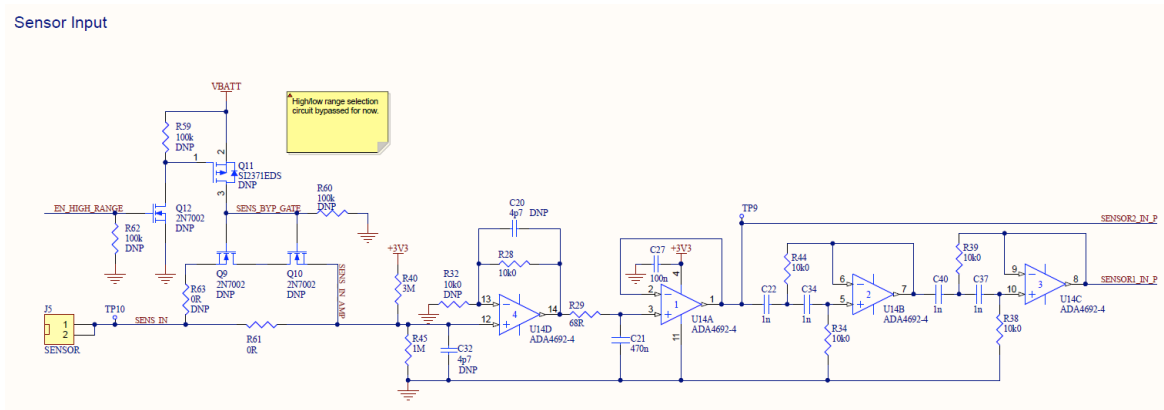 Sensor Input
VBATT
High/low range selection
circuit bypassed for now.
R59
100k
DNP
1
2
3
Q11
SI2371EDS
DNP
EN_HIGH_RANGE
Q12
2N7002
DNP
SENS_BYP_GATE
R60
100k
DNP
R62
100k
DNP
Q9
2N7002
DNP
Q10
2N7002
DNP
R63
0R
DNP
SENS_IN_AMP
J5
1
2
SENSOR
TP10
SENS_IN
R61
0R
+3V3
R40
3M
R45
1M
C32
4p7
DNP
R32
10k0
DNP
C20
4p7 DNP
R28
10k0
13
12
4
14
U14D
ADA4692-4
R29
68R
C21
470n
C27
100n
+3V3
4
2
3
1
1
11
U14A
ADA4692-4
TP9
SENSOR2_IN_P
C22
1n
C34
1n
R44
10k0
R34
10k0
6
5
2
7
U14B
ADA4692-4
C40
1n
C37
1n
R39
10k0
R38
10k0
9
10
3
8
U14C
ADA4692-4
SENSOR1_IN_P